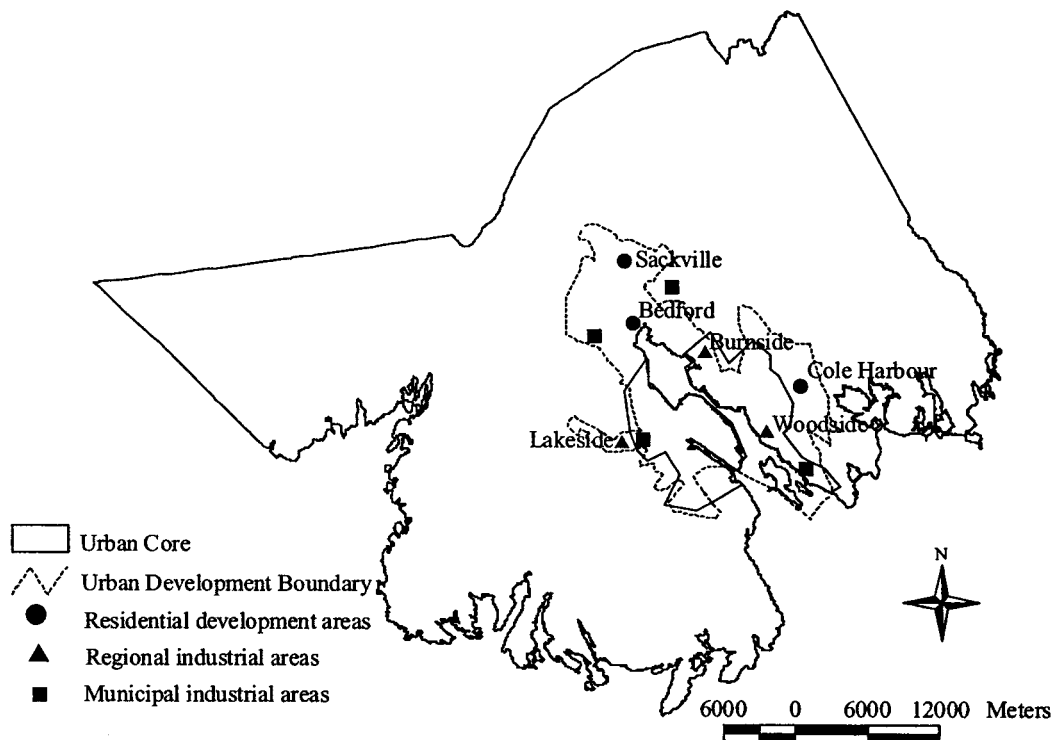 Sackville
Bedford
Burnside
Cole Harbour
Woodside
Lakeside
Urban Core
Urban Development Boundary
Residential development areas
Regional industrial areas
Municipal industrial areas
N
6000 0 6000 12000 Meters